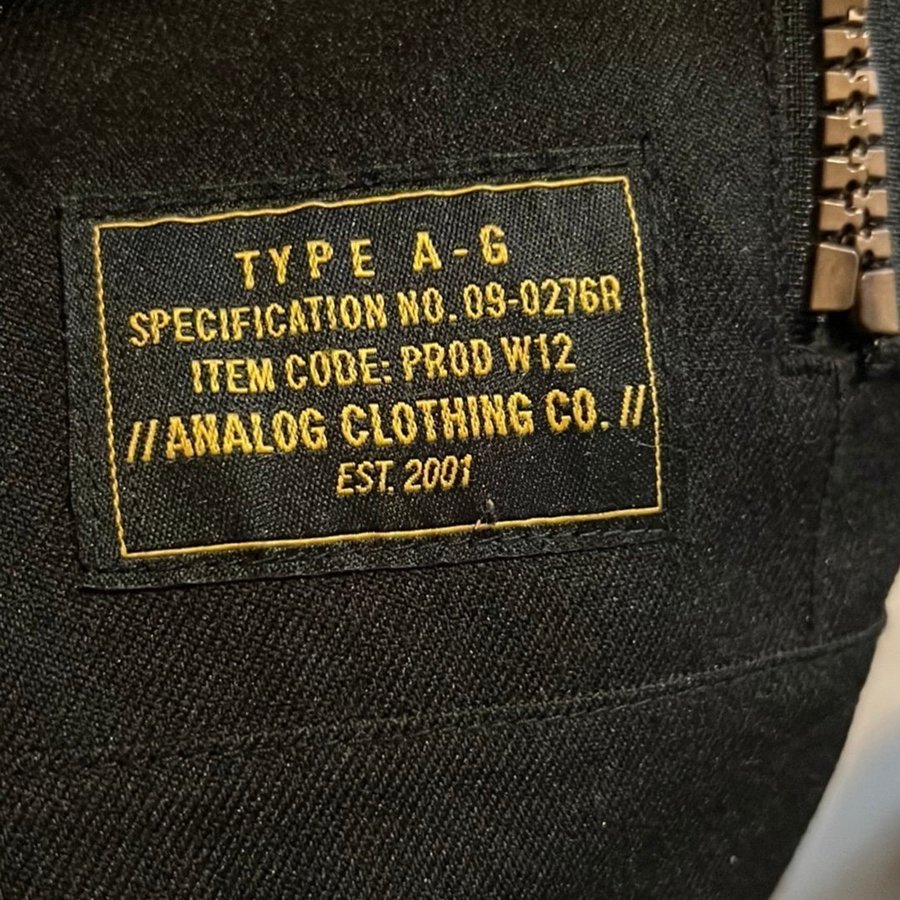 TYPE A-G
SPECIFICATION NO. 09-0276R
ITEM CODE: PROD W12
//ANALOG CLOTHING CO.//
EST. 2001